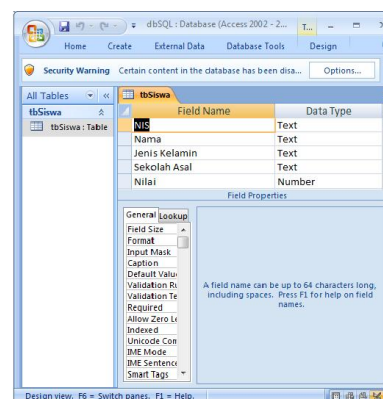 dbSQL : Database (Access 2002 - 2... T...
Home Create External Data Database Tools Design
Security Warning Certain content in the database has been disa... Options...
All Tables «
tbSiswa
tbSiswa : Table
tbSiswa
Field Name Data Type
NIS Text
Nama Text
Jenis Kelamin Text
Sekolah Asal Text
Nilai Number
Field Properties
General Lookup
Field Size
Format
Input Mask
Caption
Default Value
Validation Ru
Validation Te
Required
Allow Zero Le
Indexed
Unicode Com
IME Mode
IME Sentence
Smart Tags
A field name can be up to 64 characters long,
including spaces. Press F1 for help on field
names.
Design view. F6 = Switch panes. F1 = Help.